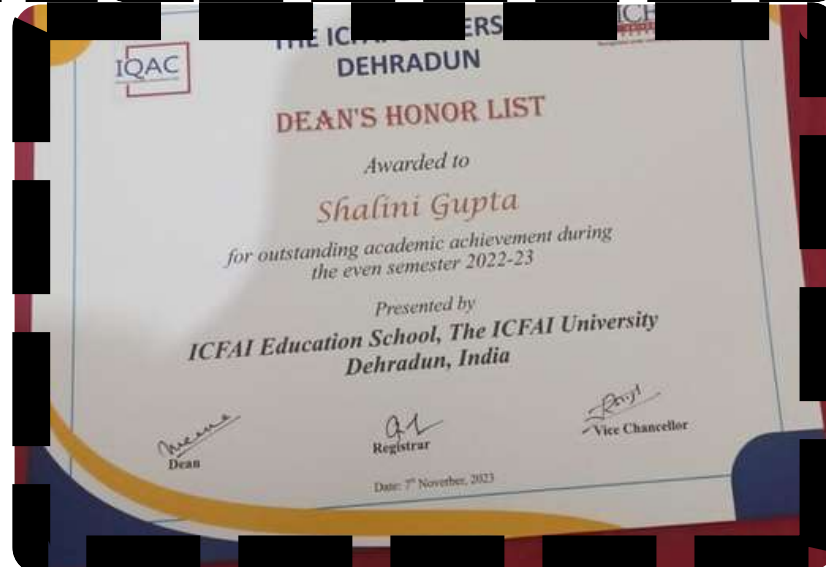 IQAC
THE
DEHRADUN
DEAN'S HONOR LIST
Awarded to
Shalini Gupta
for outstanding academic achievement during
the even semester 2022-23
Presented by
ICFAI Education School, The ICFAI University
Dehradun, India
Dean
Registrar
Vice Chancellor
Date: 7th November, 2023